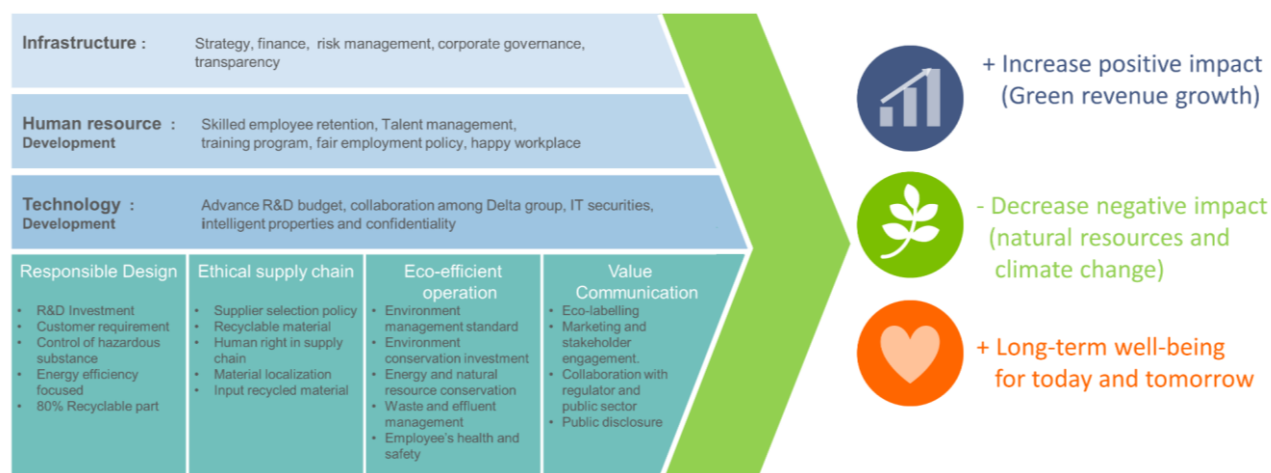 Infrastructure :
Strategy, finance, risk management, corporate governance,
transparency
Human resource :
Development
Skilled employee retention, Talent management,
training program, fair employment policy, happy workplace
Technology :
Development
Advance R&D budget, collaboration among Delta group, IT securities,
intelligent properties and confidentiality
Responsible Design
• R&D Investment
• Customer requirement
• Control of hazardous
substance
• Energy efficiency
focused
• 80% Recyclable part
Ethical supply chain
• Supplier selection policy
• Recyclable material
• Human right in supply
chain
• Material localization
• Input recycled material
Eco-efficient
operation
• Environment
management standard
• Environment
conservation investment
• Energy and natural
resource conservation
• Waste and effluent
management
• Employee's health and
safety
Value
Communication
• Eco-labelling
• Marketing and
stakeholder
engagement.
• Collaboration with
regulator and
public sector
• Public disclosure
+ Increase positive impact
(Green revenue growth)
- Decrease negative impact
(natural resources and
climate change)
+ Long-term well-being
for today and tomorrow